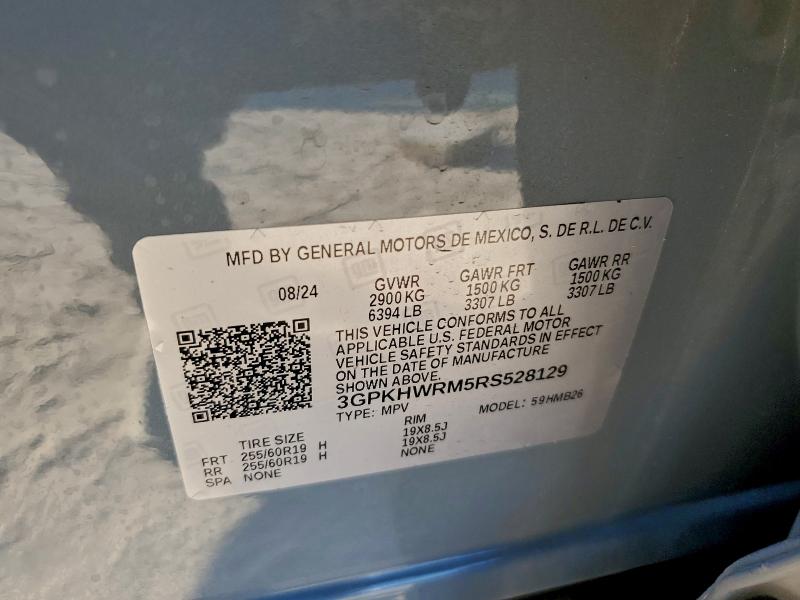 MFD BY GENERAL MOTORS DE MEXICO, S. DE R.L. DE C.V.
08/24
GVWR GAWR FRT GAWR RR
2900 KG 1500 KG 1500 KG
6394 LB 3307 LB 3307 LB
THIS VEHICLE CONFORMS TO ALL
APPLICABLE U.S. FEDERAL MOTOR
VEHICLE SAFETY STANDARDS IN EFFECT
ON THE DATE OF MANUFACTURE
SHOWN ABOVE.
3GPKHWRM5RS528129
TYPE: MPV MODEL: 59HMB26
TIRE SIZE RIM
FRT 255/60R19 H 19X8.5J
RR 255/60R19 H 19X8.5J
SPA NONE NONE